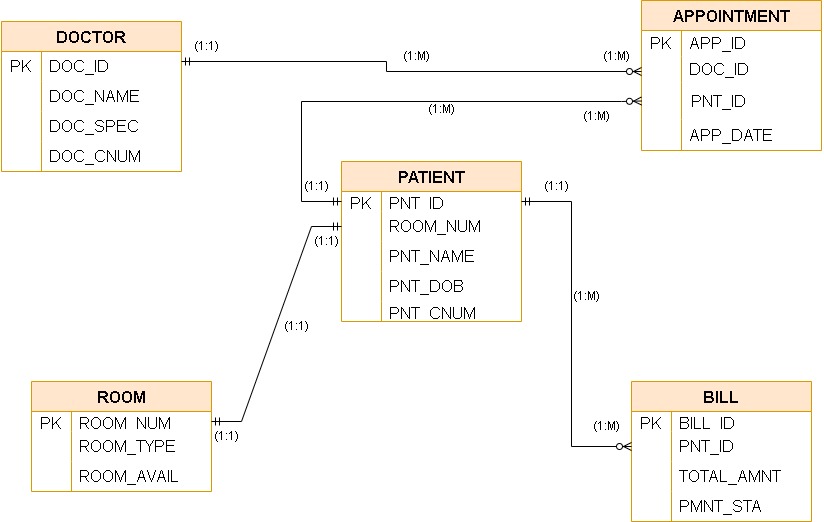 APPOINTMENT
PK APP_ID
DOC_ID
PNT_ID
APP_DATE
DOCTOR
PK DOC_ID
DOC_NAME
DOC_SPEC
DOC_CNUM
(1:1)
(1:M)
(1:M)
(1:M)
(1:M)
PATIENT
PK PNT_ID
ROOM_NUM
PNT_NAME
PNT_DOB
PNT_CNUM
(1:1)
(1:1)
(1:1)
(1:M)
(1:1)
ROOM
PK ROOM_NUM
ROOM_TYPE
ROOM_AVAIL
(1:1)
(1:M)
BILL
PK BILL_ID
PNT_ID
TOTAL_AMNT
PMNT_STA